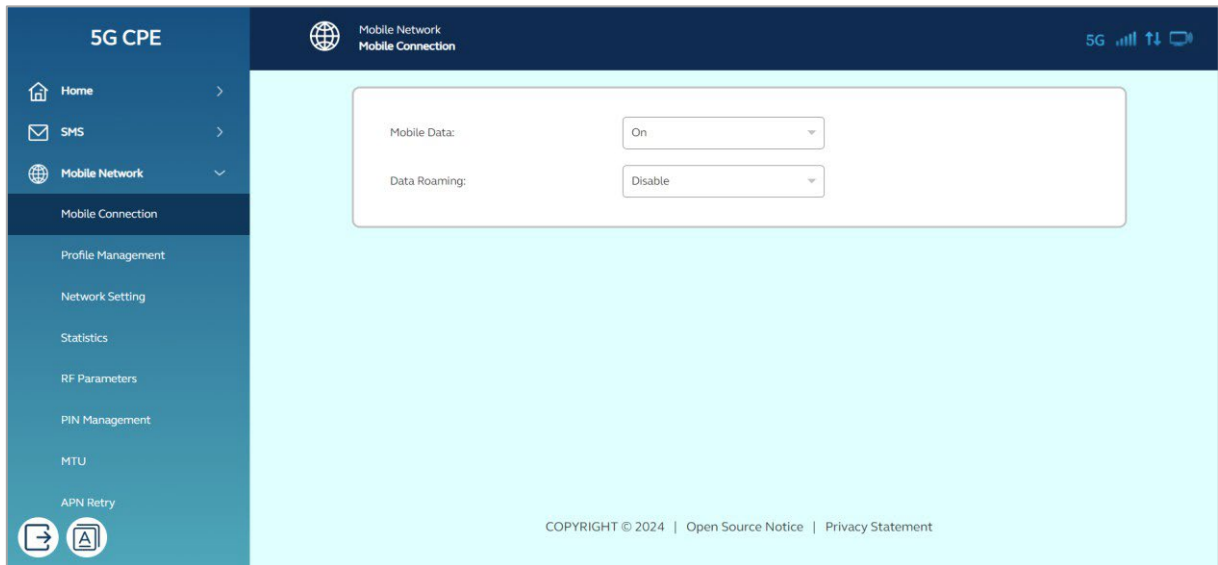 5G CPE
Mobile Network
Mobile Connection
5G
Home
SMS
Mobile Network
Mobile Connection
Profile Management
Network Setting
Statistics
RF Parameters
PIN Management
MTU
APN Retry
A
Mobile Data: On
Data Roaming: Disable
COPYRIGHT © 2024 | Open Source Notice | Privacy Statement